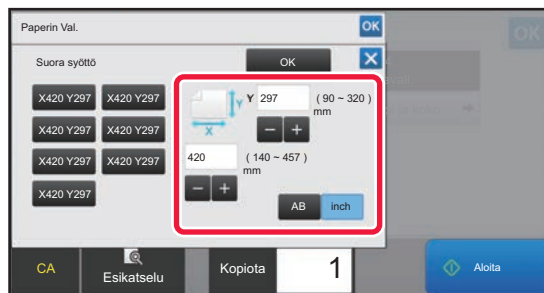 Paperin Val.
OK
Suora syöttö
OK
X420 Y297
X420 Y297
X420 Y297
X420 Y297
X420 Y297
X420 Y297
X420 Y297
Y
X
Y 297 ( 90 ~ 320 )
mm
420 ( 140 ~ 457 )
mm
AB
inch
OK
CA
Esikatselu
Kopiota
1
Aloita